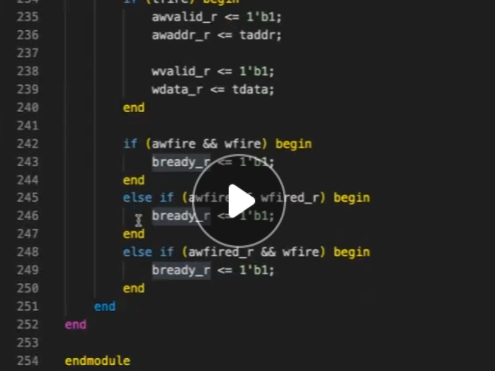 234 if (tfire) begin
235 awvalid_r <= 1'b1;
236 awaddr_r <= taddr;
237
238 wvalid_r <= 1'b1;
239 wdata_r <= tdata;
240 end
241
242 if (awfire && wfire) begin
243 bready_r <= 1'b1;
244 end
245 else if (awfire && wfired_r) begin
246 bready_r <= 1'b1;
247 end
248 else if (awfired_r && wfire) begin
249 bready_r <= 1'b1;
250 end
251 end
252 end
253
254 endmodule